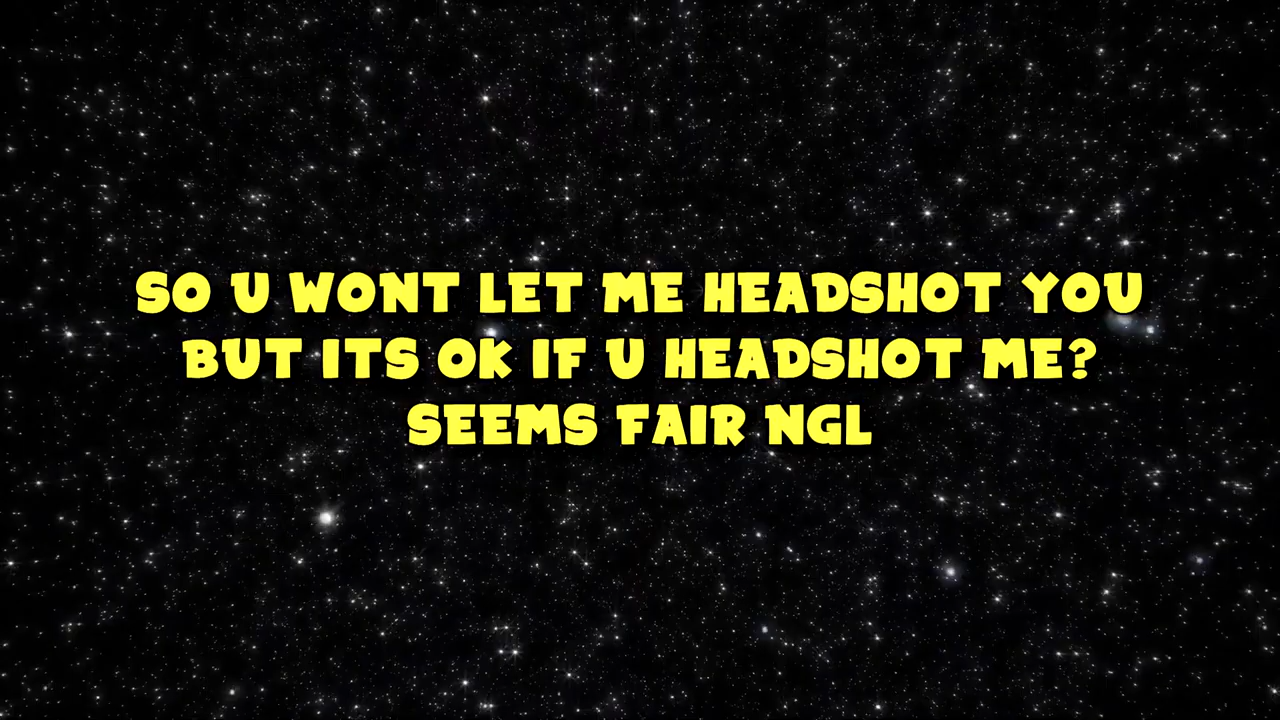 SO U WONT LET ME HEADSHOT YOU
BUT ITS OK IF U HEADSHOT ME?
SEEMS FAIR NGL